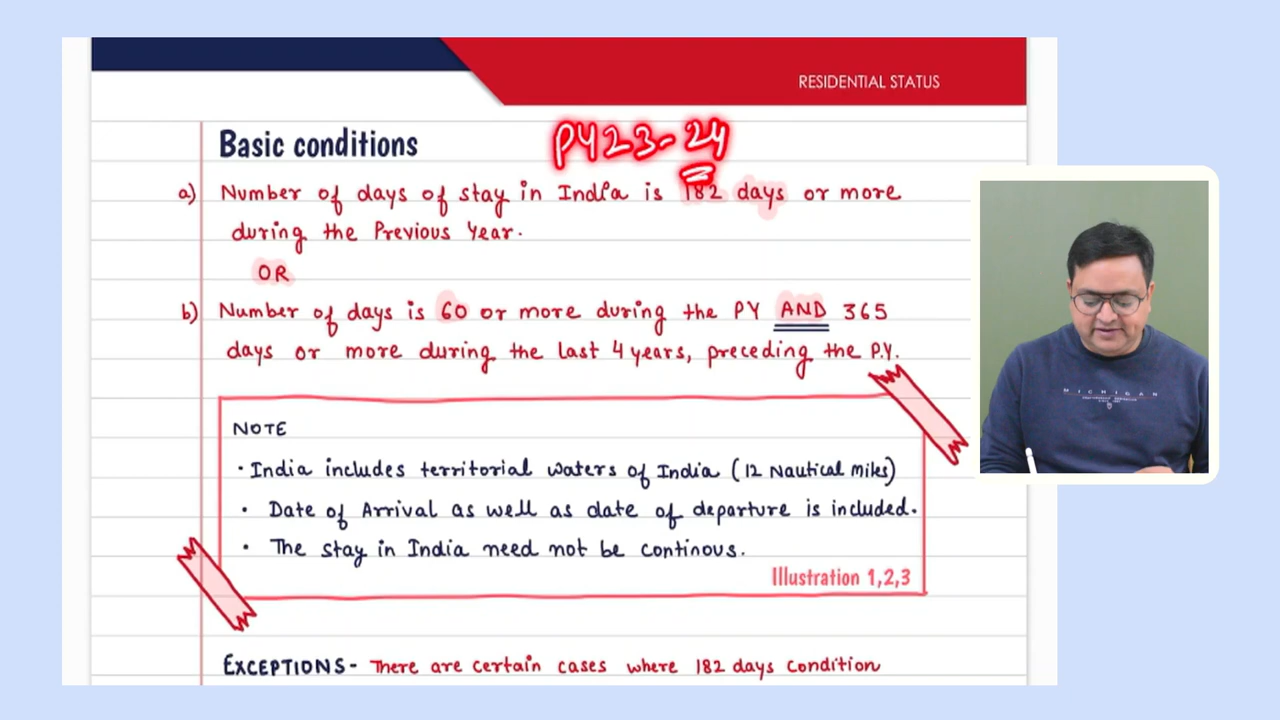 RESIDENTIAL STATUS
Basic conditions
PY23-24
a) Number of days of stay in India is 182 days or more
during the Previous Year.
OR
b) Number of days is 60 or more during the PY AND 365
days or more during the last 4 years, preceding the P.Y.
NOTE
• India includes territorial waters of India (12 Nautical Miles)
• Date of Arrival as well as date of departure is included.
• The stay in India need not be continous.
Illustration 1,2,3
EXCEPTIONS- There are certain cases where 182 days condition
MICHIGAN